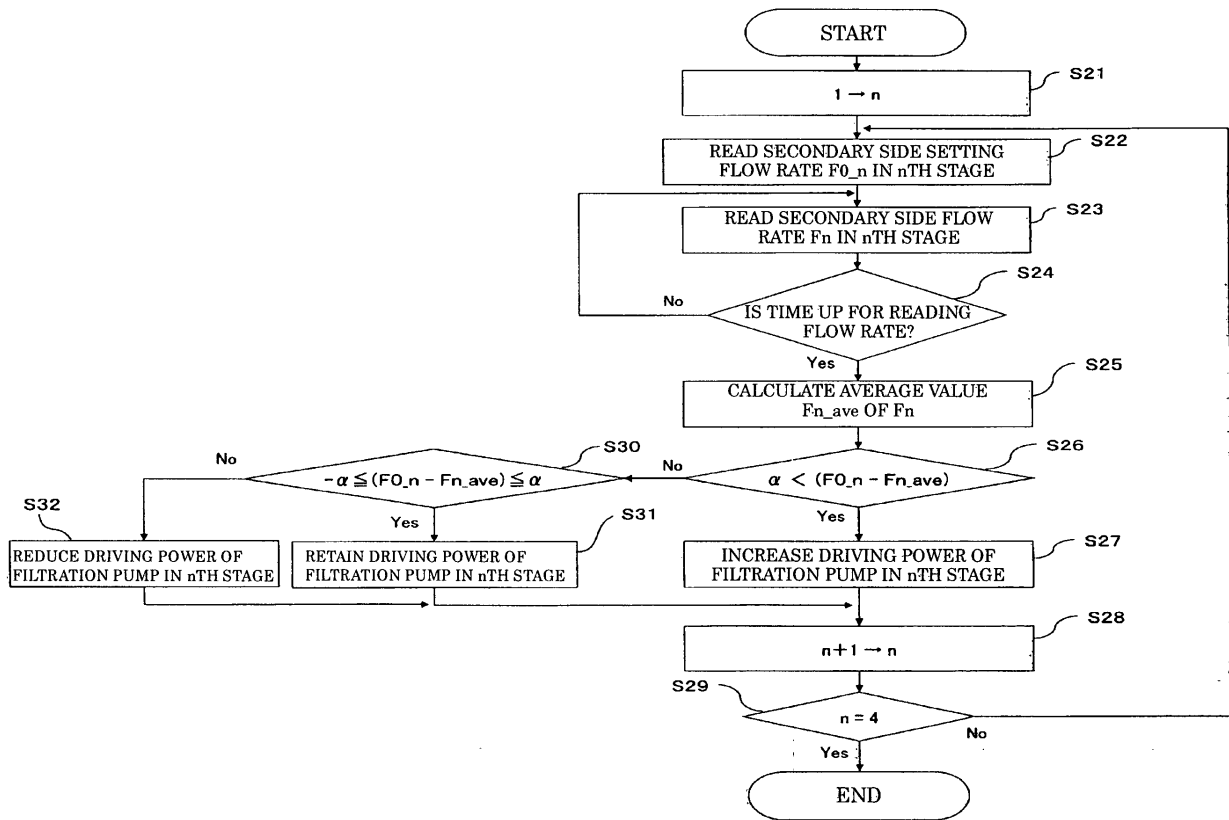 START
S21
1 → n
S22
READ SECONDARY SIDE SETTING
FLOW RATE F0_n IN nTH STAGE
S23
READ SECONDARY SIDE FLOW
RATE Fn IN nTH STAGE
S24
No
IS TIME UP FOR READING
FLOW RATE?
Yes
S25
CALCULATE AVERAGE VALUE
Fn_ave OF Fn
S26
α < (F0_n − Fn_ave)
No
Yes
S30
−α ≦ (F0_n − Fn_ave) ≦ α
No
Yes
S32
REDUCE DRIVING POWER OF
FILTRATION PUMP IN nTH STAGE
S31
RETAIN DRIVING POWER OF
FILTRATION PUMP IN nTH STAGE
S27
INCREASE DRIVING POWER OF
FILTRATION PUMP IN nTH STAGE
S28
n+1 → n
S29
n = 4
No
Yes
END